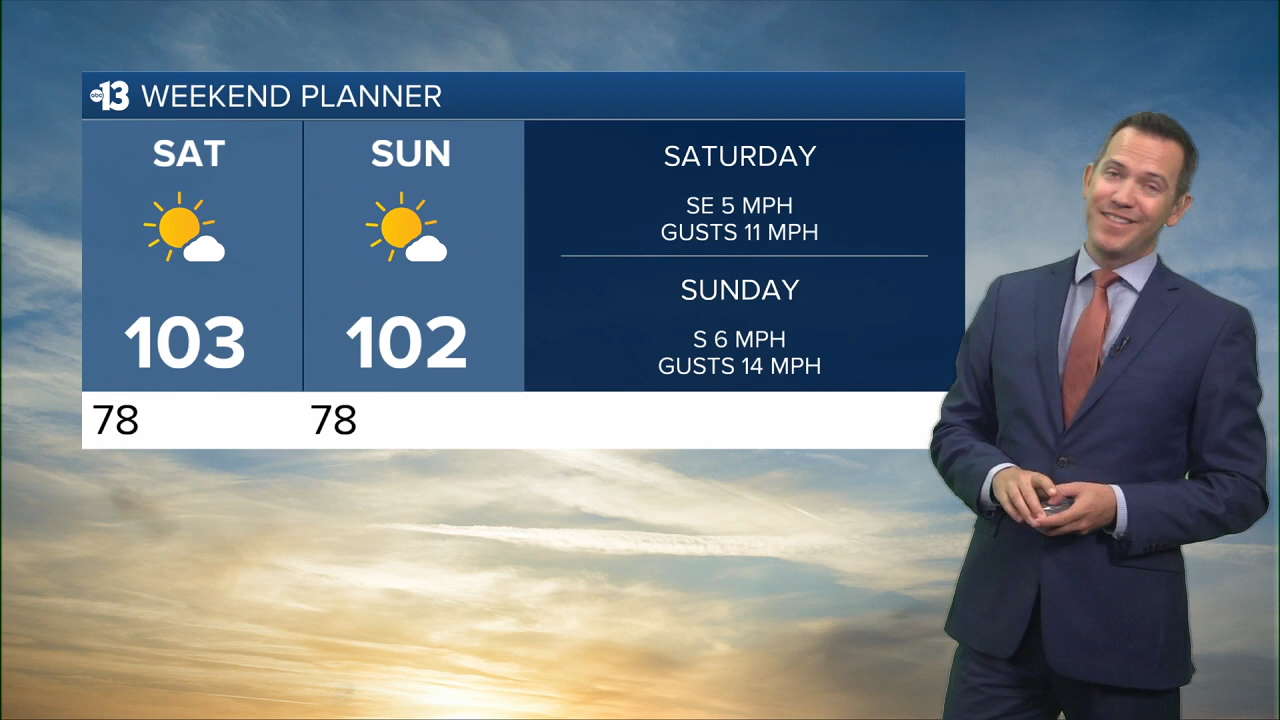 abc 13 WEEKEND PLANNER
SAT
SUN
103
102
78
78
SATURDAY
SE 5 MPH
GUSTS 11 MPH
SUNDAY
S 6 MPH
GUSTS 14 MPH